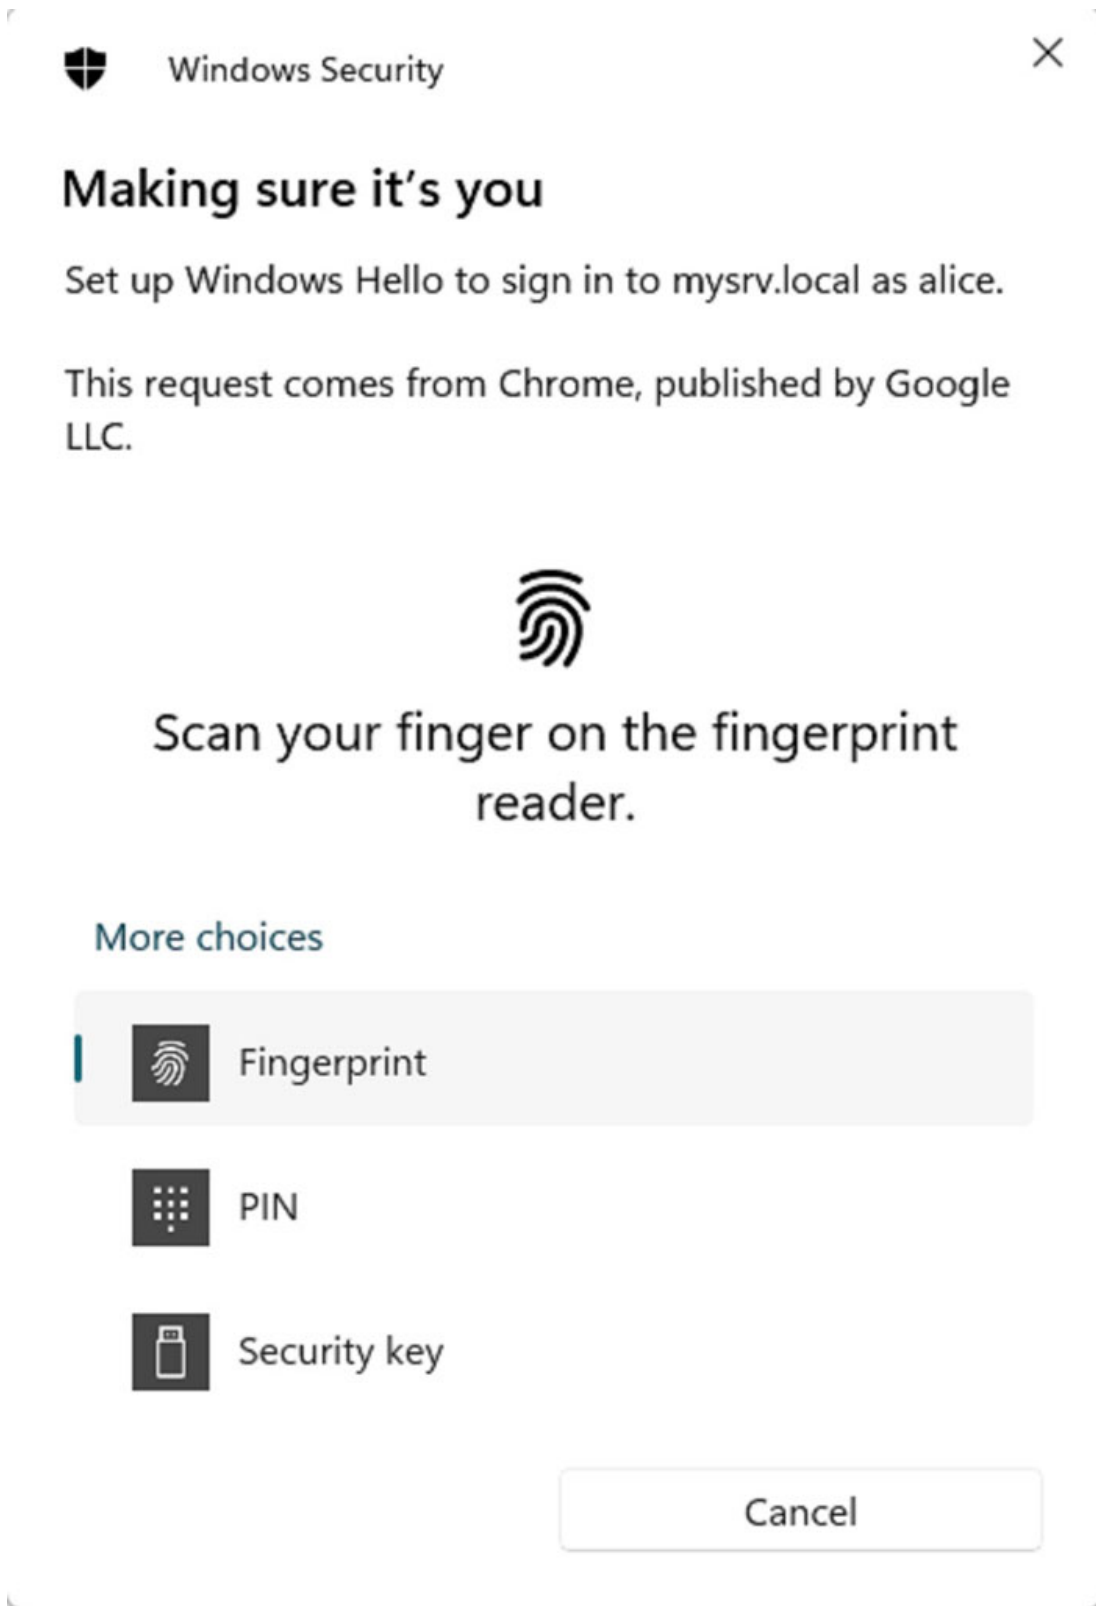 Windows Security
Making sure it's you
Set up Windows Hello to sign in to mysrv.local as alice.
This request comes from Chrome, published by Google
LLC.
Scan your finger on the fingerprint
reader.
More choices
Fingerprint
PIN
Security key
Cancel